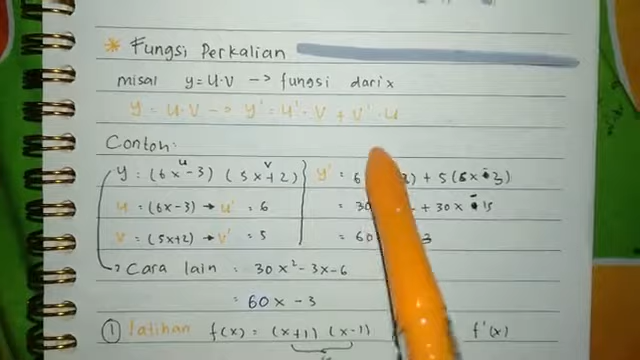 * Fungsi Perkalian
misal y=u·v -> fungsi dari x
y = u·v -> y' = u'·v + v'·u
Contoh:
y = (6x-3) (5x+2) y' = 6 ) + 5(6x-3)
u v
u = (6x-3) → u' = 6 = 30 + 30x - 15
v = (5x+2) → v' = 5 = 60 3
-> Cara lain = 30x²-3x-6
= 60x - 3
① latihan f(x) = (x+1) (x-1) f'(x)